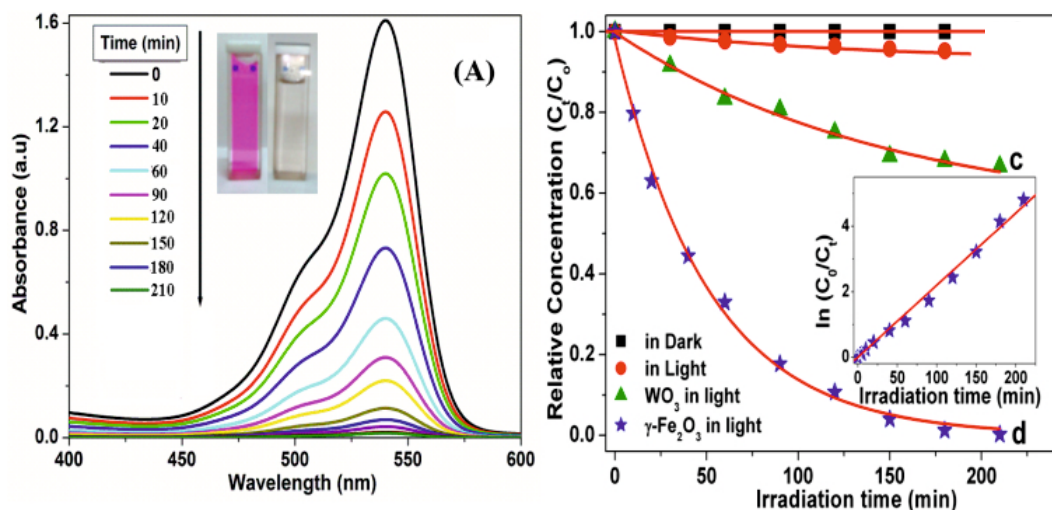 (A)
Time (min)
0
10
20
40
60
90
120
150
180
210
Absorbance (a.u)
1.6
1.2
0.8
0.4
0.0
400
450
500
550
600
Wavelength (nm)
Relative Concentration (Cₜ/Cₒ)
1.0
0.8
0.6
0.4
0.2
0.0
in Dark
in Light
WO₃ in light
γ-Fe₂O₃ in light
c
d
ln (C₀/Cₜ)
4
2
0
0
50
100
150
200
Irradiation time (min)
0
50
100
150
200
Irradiation time (min)